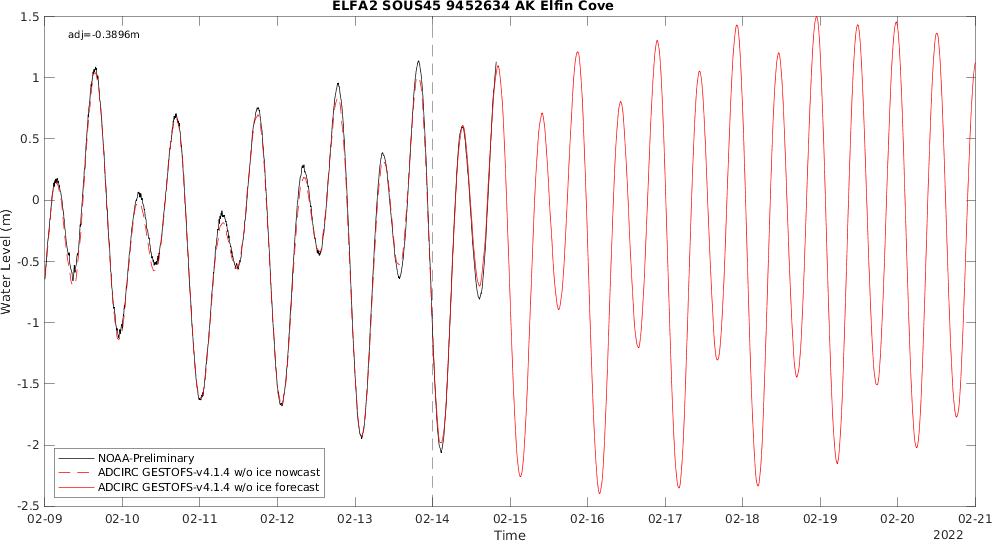 ELFA2 SOUS45 9452634 AK Elfin Cove
adj=-0.3896m
1.5
1
0.5
0
-0.5
-1
-1.5
-2
-2.5
Water Level (m)
NOAA-Preliminary
ADCIRC GESTOFS-v4.1.4 w/o ice nowcast
ADCIRC GESTOFS-v4.1.4 w/o ice forecast
02-09 02-10 02-11 02-12 02-13 02-14 02-15 02-16 02-17 02-18 02-19 02-20 02-21
Time
2022